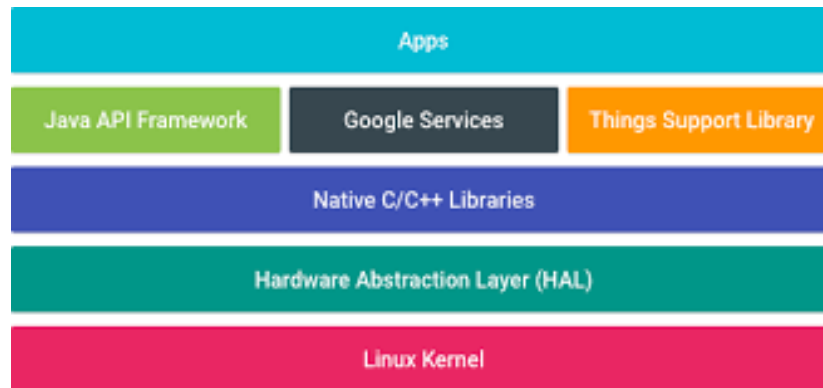 Apps
Java API Framework
Google Services
Things Support Library
Native C/C++ Libraries
Hardware Abstraction Layer (HAL)
Linux Kernel